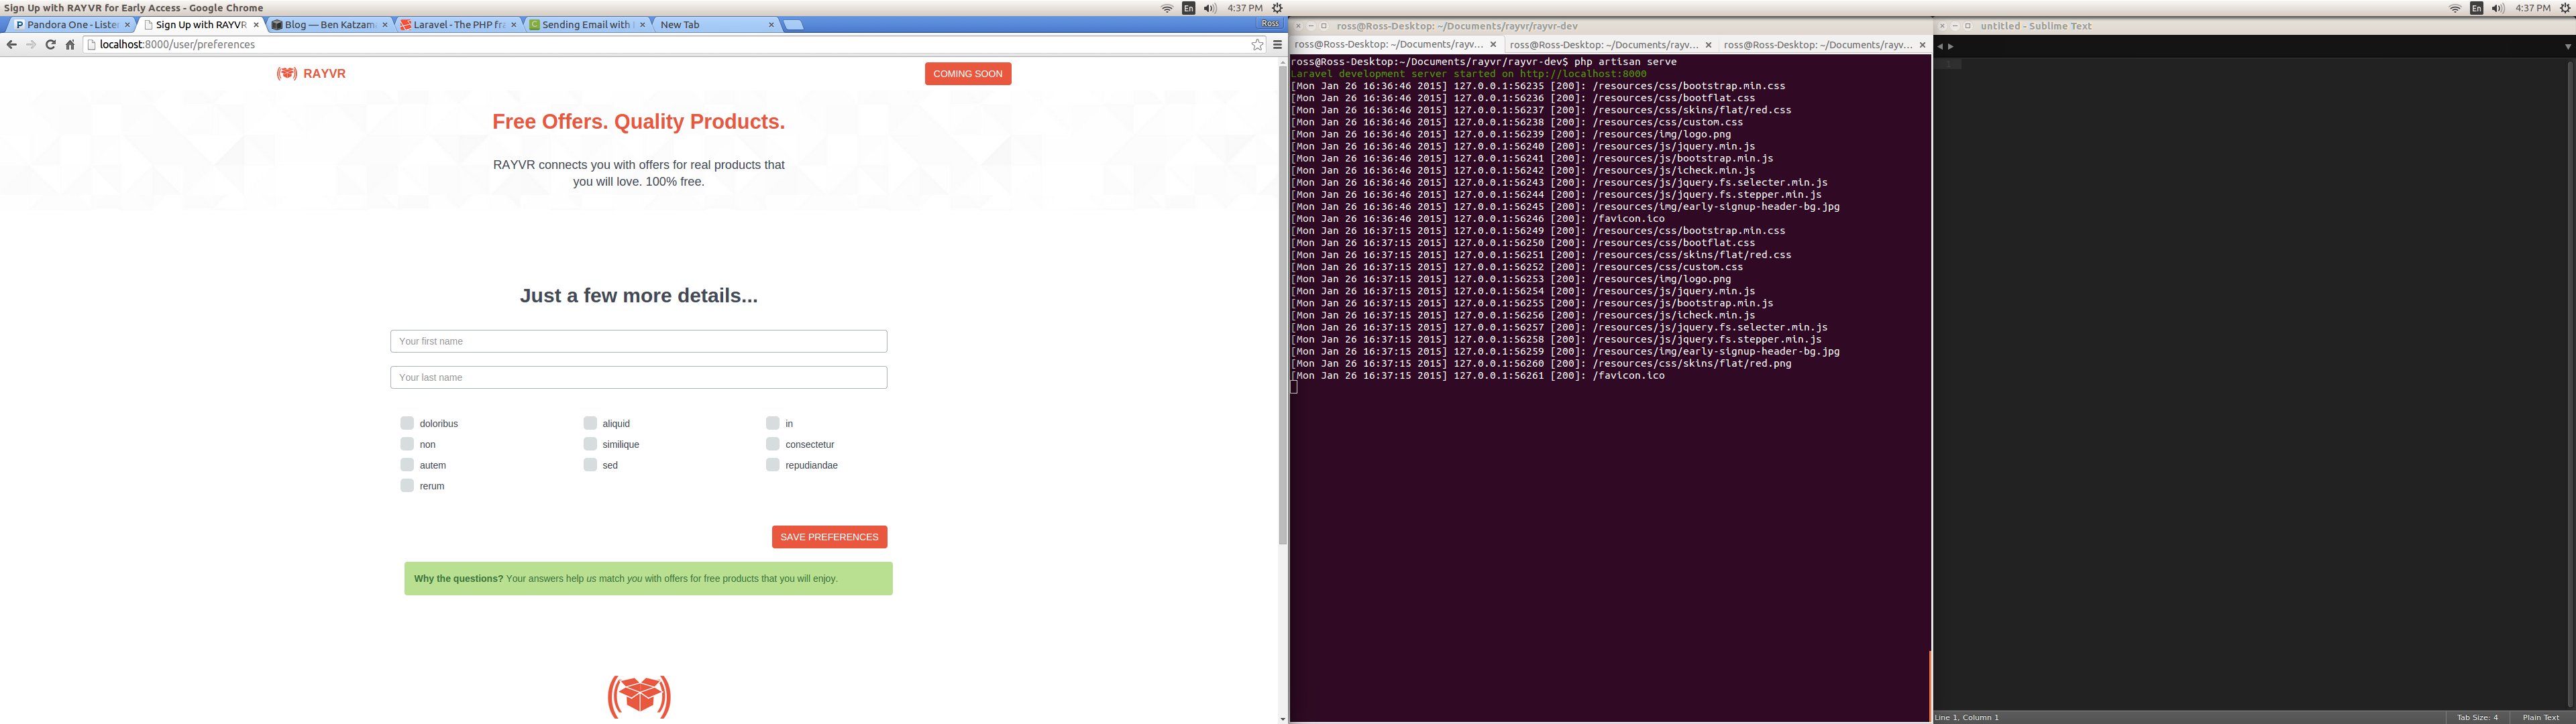 Sign Up with RAYVR for Early Access - Google Chrome
En 4:37 PM
Pandora One - Lister × Sign Up with RAYVR × Blog — Ben Katzama × Laravel - The PHP fra × Sending Email with × New Tab × Ross
localhost:8000/user/preferences
RAYVR
COMING SOON
Free Offers. Quality Products.
RAYVR connects you with offers for real products that
you will love. 100% free.
Just a few more details...
Your first name
Your last name
doloribus aliquid in
non similique consectetur
autem sed repudiandae
rerum
SAVE PREFERENCES
Why the questions? Your answers help us match you with offers for free products that you will enjoy.
ross@Ross-Desktop: ~/Documents/rayvr/rayvr-dev
ross@Ross-Desktop: ~/Documents/rayv... × ross@Ross-Desktop: ~/Documents/rayv... × ross@Ross-Desktop: ~/Documents/rayv... ×
ross@Ross-Desktop:~/Documents/rayvr/rayvr-dev$ php artisan serve
Laravel development server started on http://localhost:8000
[Mon Jan 26 16:36:46 2015] 127.0.0.1:56235 [200]: /resources/css/bootstrap.min.css
[Mon Jan 26 16:36:46 2015] 127.0.0.1:56236 [200]: /resources/css/bootflat.css
[Mon Jan 26 16:36:46 2015] 127.0.0.1:56237 [200]: /resources/css/skins/flat/red.css
[Mon Jan 26 16:36:46 2015] 127.0.0.1:56238 [200]: /resources/css/custom.css
[Mon Jan 26 16:36:46 2015] 127.0.0.1:56239 [200]: /resources/img/logo.png
[Mon Jan 26 16:36:46 2015] 127.0.0.1:56240 [200]: /resources/js/jquery.min.js
[Mon Jan 26 16:36:46 2015] 127.0.0.1:56241 [200]: /resources/js/bootstrap.min.js
[Mon Jan 26 16:36:46 2015] 127.0.0.1:56242 [200]: /resources/js/icheck.min.js
[Mon Jan 26 16:36:46 2015] 127.0.0.1:56243 [200]: /resources/js/jquery.fs.selecter.min.js
[Mon Jan 26 16:36:46 2015] 127.0.0.1:56244 [200]: /resources/js/jquery.fs.stepper.min.js
[Mon Jan 26 16:36:46 2015] 127.0.0.1:56245 [200]: /resources/img/early-signup-header-bg.jpg
[Mon Jan 26 16:36:46 2015] 127.0.0.1:56246 [200]: /favicon.ico
[Mon Jan 26 16:37:15 2015] 127.0.0.1:56249 [200]: /resources/css/bootstrap.min.css
[Mon Jan 26 16:37:15 2015] 127.0.0.1:56250 [200]: /resources/css/bootflat.css
[Mon Jan 26 16:37:15 2015] 127.0.0.1:56251 [200]: /resources/css/skins/flat/red.css
[Mon Jan 26 16:37:15 2015] 127.0.0.1:56252 [200]: /resources/css/custom.css
[Mon Jan 26 16:37:15 2015] 127.0.0.1:56253 [200]: /resources/img/logo.png
[Mon Jan 26 16:37:15 2015] 127.0.0.1:56254 [200]: /resources/js/jquery.min.js
[Mon Jan 26 16:37:15 2015] 127.0.0.1:56255 [200]: /resources/js/bootstrap.min.js
[Mon Jan 26 16:37:15 2015] 127.0.0.1:56256 [200]: /resources/js/icheck.min.js
[Mon Jan 26 16:37:15 2015] 127.0.0.1:56257 [200]: /resources/js/jquery.fs.selecter.min.js
[Mon Jan 26 16:37:15 2015] 127.0.0.1:56258 [200]: /resources/js/jquery.fs.stepper.min.js
[Mon Jan 26 16:37:15 2015] 127.0.0.1:56259 [200]: /resources/img/early-signup-header-bg.jpg
[Mon Jan 26 16:37:15 2015] 127.0.0.1:56260 [200]: /resources/css/skins/flat/red.png
[Mon Jan 26 16:37:15 2015] 127.0.0.1:56261 [200]: /favicon.ico
En 4:37 PM
untitled - Sublime Text
1
Line 1, Column 1 Tab Size: 4 Plain Text